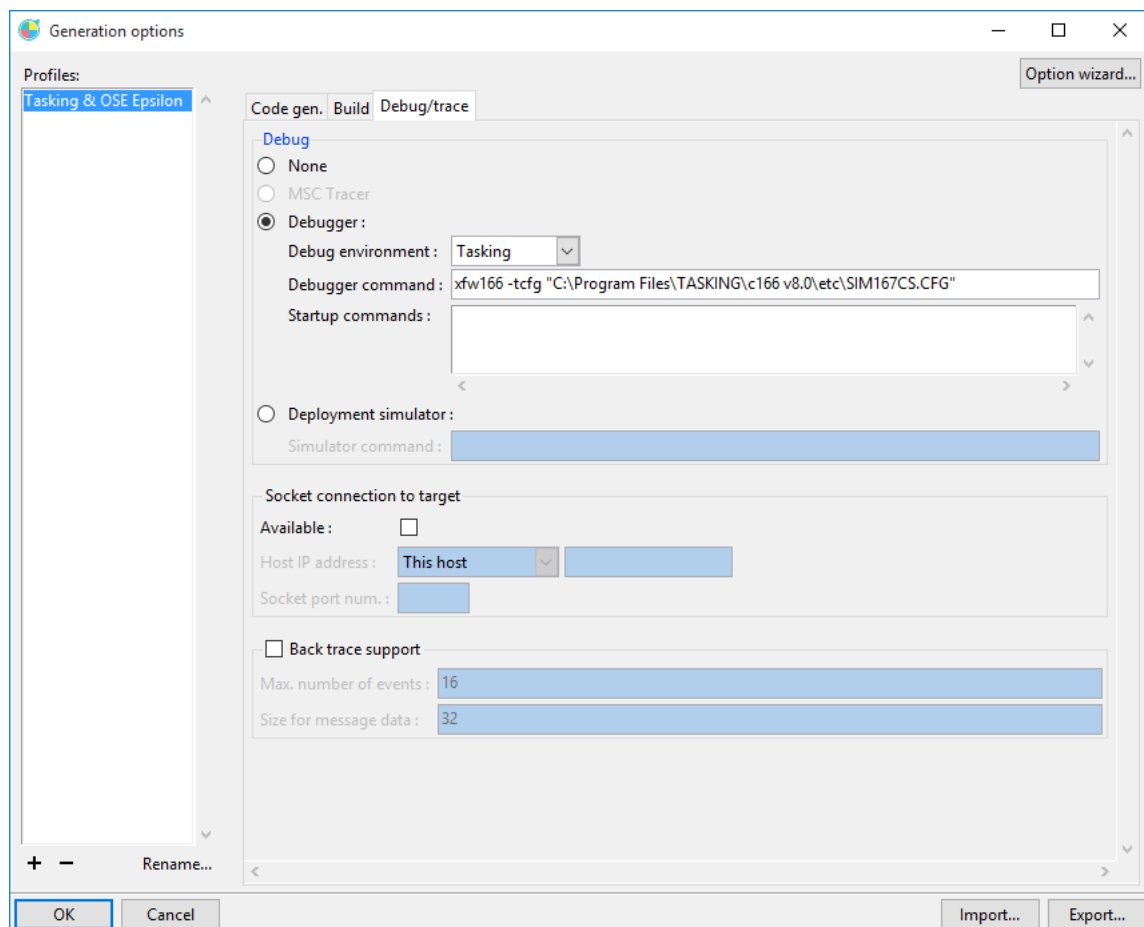 Generation options
Profiles:
Option wizard...
Tasking & OSE Epsilon
Code gen. Build Debug/trace
Debug
None
MSC Tracer
Debugger :
Debug environment : Tasking
Debugger command : xfw166 -tcfg "C:\Program Files\TASKING\c166 v8.0\etc\SIM167CS.CFG"
Startup commands :
Deployment simulator :
Simulator command :
Socket connection to target
Available :
Host IP address : This host
Socket port num. :
Back trace support
Max. number of events : 16
Size for message data : 32
Rename...
OK Cancel Import... Export...